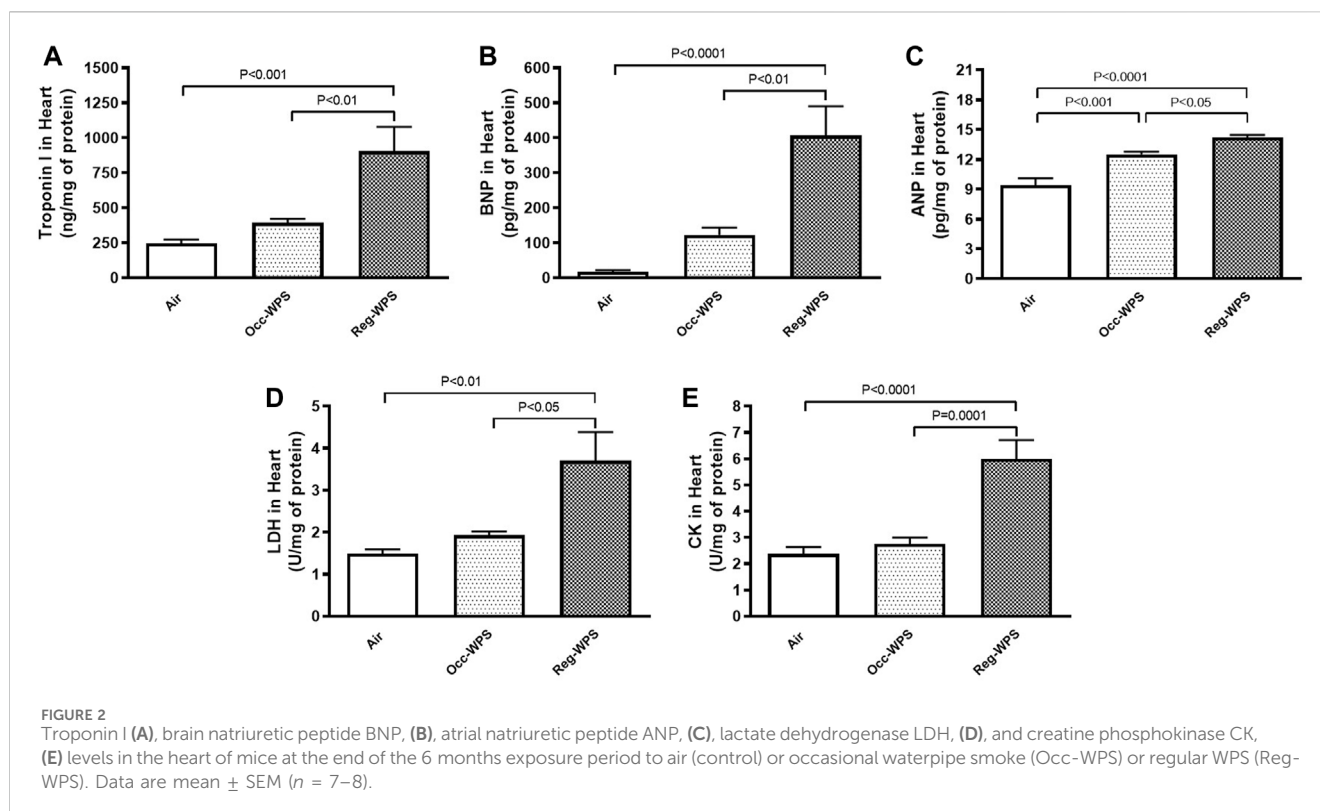 A
P<0.001
P<0.01
Troponin I in Heart
(ng/mg of protein)
1500
1250
1000
750
500
250
0
Air
Occ-WPS
Reg-WPS
B
P<0.0001
P<0.01
BNP in Heart
(pg/mg of protein)
600
500
400
300
200
100
0
Air
Occ-WPS
Reg-WPS
C
P<0.0001
P<0.001
P<0.05
ANP in Heart
(pg/mg of protein)
21
18
15
12
9
6
3
0
Air
Occ-WPS
Reg-WPS
D
P<0.01
P<0.05
LDH in Heart
(U/mg of protein)
5
4
3
2
1
0
Air
Occ-WPS
Reg-WPS
E
P<0.0001
P=0.0001
CK in Heart
(U/mg of protein)
8
7
6
5
4
3
2
1
0
Air
Occ-WPS
Reg-WPS
FIGURE 2
Troponin I (A), brain natriuretic peptide BNP, (B), atrial natriuretic peptide ANP, (C), lactate dehydrogenase LDH, (D), and creatine phosphokinase CK,
(E) levels in the heart of mice at the end of the 6 months exposure period to air (control) or occasional waterpipe smoke (Occ-WPS) or regular WPS (Reg-
WPS). Data are mean ± SEM (n = 7–8).